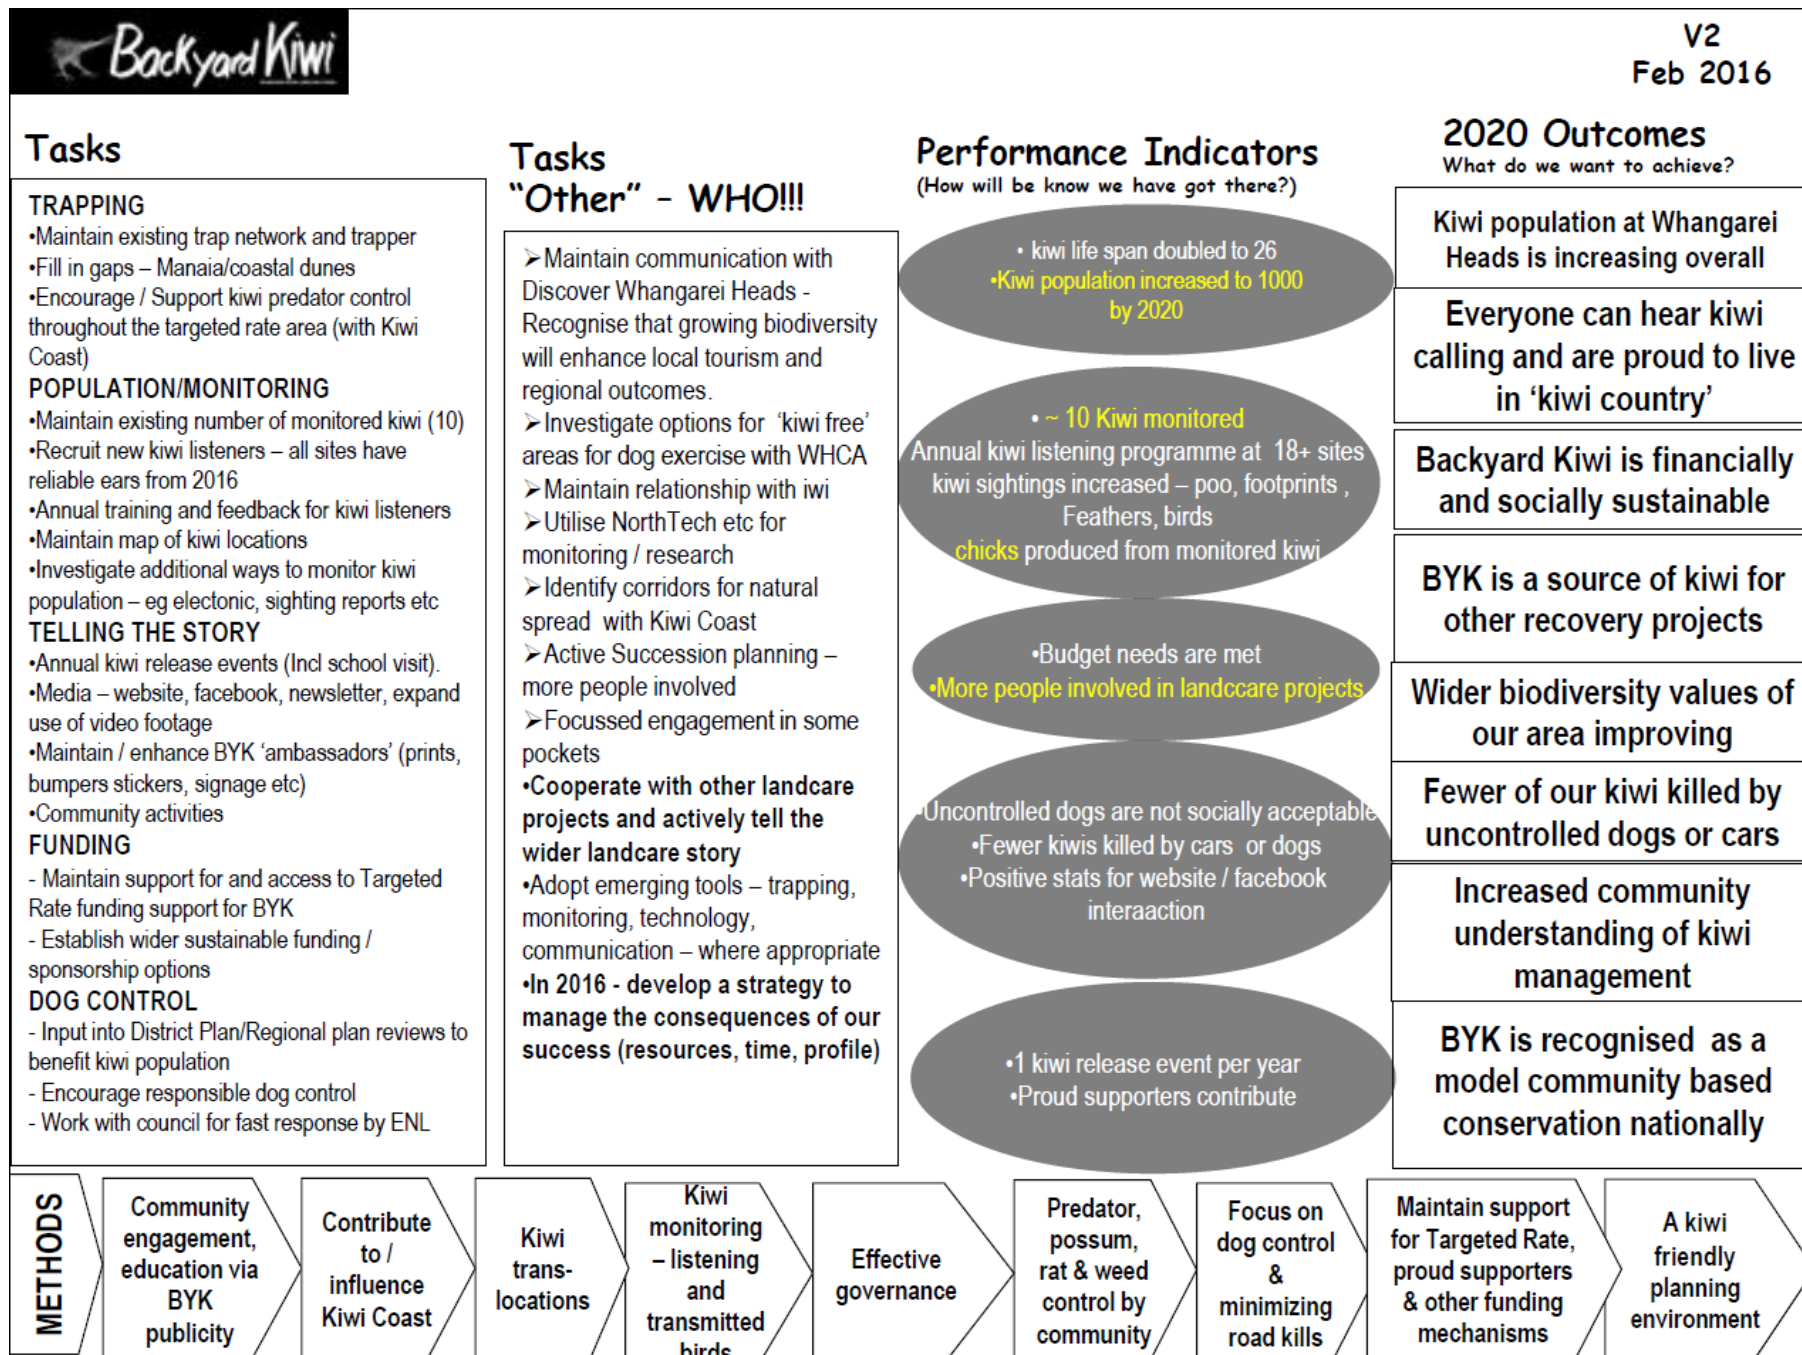 Backyard Kiwi
V2
Feb 2016
Tasks
TRAPPING
•Maintain existing trap network and trapper
•Fill in gaps – Manaia/coastal dunes
•Encourage / Support kiwi predator control
throughout the targeted rate area (with Kiwi
Coast)
POPULATION/MONITORING
•Maintain existing number of monitored kiwi (10)
•Recruit new kiwi listeners – all sites have
reliable ears from 2016
•Annual training and feedback for kiwi listeners
•Maintain map of kiwi locations
•Investigate additional ways to monitor kiwi
population – eg electonic, sighting reports etc
TELLING THE STORY
•Annual kiwi release events (Incl school visit).
•Media – website, facebook, newsletter, expand
use of video footage
•Maintain / enhance BYK ‘ambassadors’ (prints,
bumpers stickers, signage etc)
•Community activities
FUNDING
- Maintain support for and access to Targeted
Rate funding support for BYK
- Establish wider sustainable funding /
sponsorship options
DOG CONTROL
- Input into District Plan/Regional plan reviews to
benefit kiwi population
- Encourage responsible dog control
- Work with council for fast response by ENL
Tasks
“Other” – WHO!!!
➢Maintain communication with
Discover Whangarei Heads -
Recognise that growing biodiversity
will enhance local tourism and
regional outcomes.
➢Investigate options for ‘kiwi free’
areas for dog exercise with WHCA
➢Maintain relationship with iwi
➢Utilise NorthTech etc for
monitoring / research
➢Identify corridors for natural
spread with Kiwi Coast
➢Active Succession planning –
more people involved
➢Focussed engagement in some
pockets
•Cooperate with other landcare
projects and actively tell the
wider landcare story
•Adopt emerging tools – trapping,
monitoring, technology,
communication – where appropriate
•In 2016 - develop a strategy to
manage the consequences of our
success (resources, time, profile)
Performance Indicators
(How will be know we have got there?)
• kiwi life span doubled to 26
•Kiwi population increased to 1000
by 2020
• ~ 10 Kiwi monitored
Annual kiwi listening programme at 18+ sites
kiwi sightings increased – poo, footprints ,
Feathers, birds
chicks produced from monitored kiwi
•Budget needs are met
•More people involved in landccare projects
•Uncontrolled dogs are not socially acceptable
•Fewer kiwis killed by cars or dogs
•Positive stats for website / facebook
interaaction
•1 kiwi release event per year
•Proud supporters contribute
2020 Outcomes
What do we want to achieve?
Kiwi population at Whangarei
Heads is increasing overall
Everyone can hear kiwi
calling and are proud to live
in ‘kiwi country’
Backyard Kiwi is financially
and socially sustainable
BYK is a source of kiwi for
other recovery projects
Wider biodiversity values of
our area improving
Fewer of our kiwi killed by
uncontrolled dogs or cars
Increased community
understanding of kiwi
management
BYK is recognised as a
model community based
conservation nationally
METHODS
Community
engagement,
education via
BYK
publicity
Contribute
to /
influence
Kiwi Coast
Kiwi
trans-
locations
Kiwi
monitoring
– listening
and
transmitted
birds
Effective
governance
Predator,
possum,
rat & weed
control by
community
Focus on
dog control
&
minimizing
road kills
Maintain support
for Targeted Rate,
proud supporters
& other funding
mechanisms
A kiwi
friendly
planning
environment